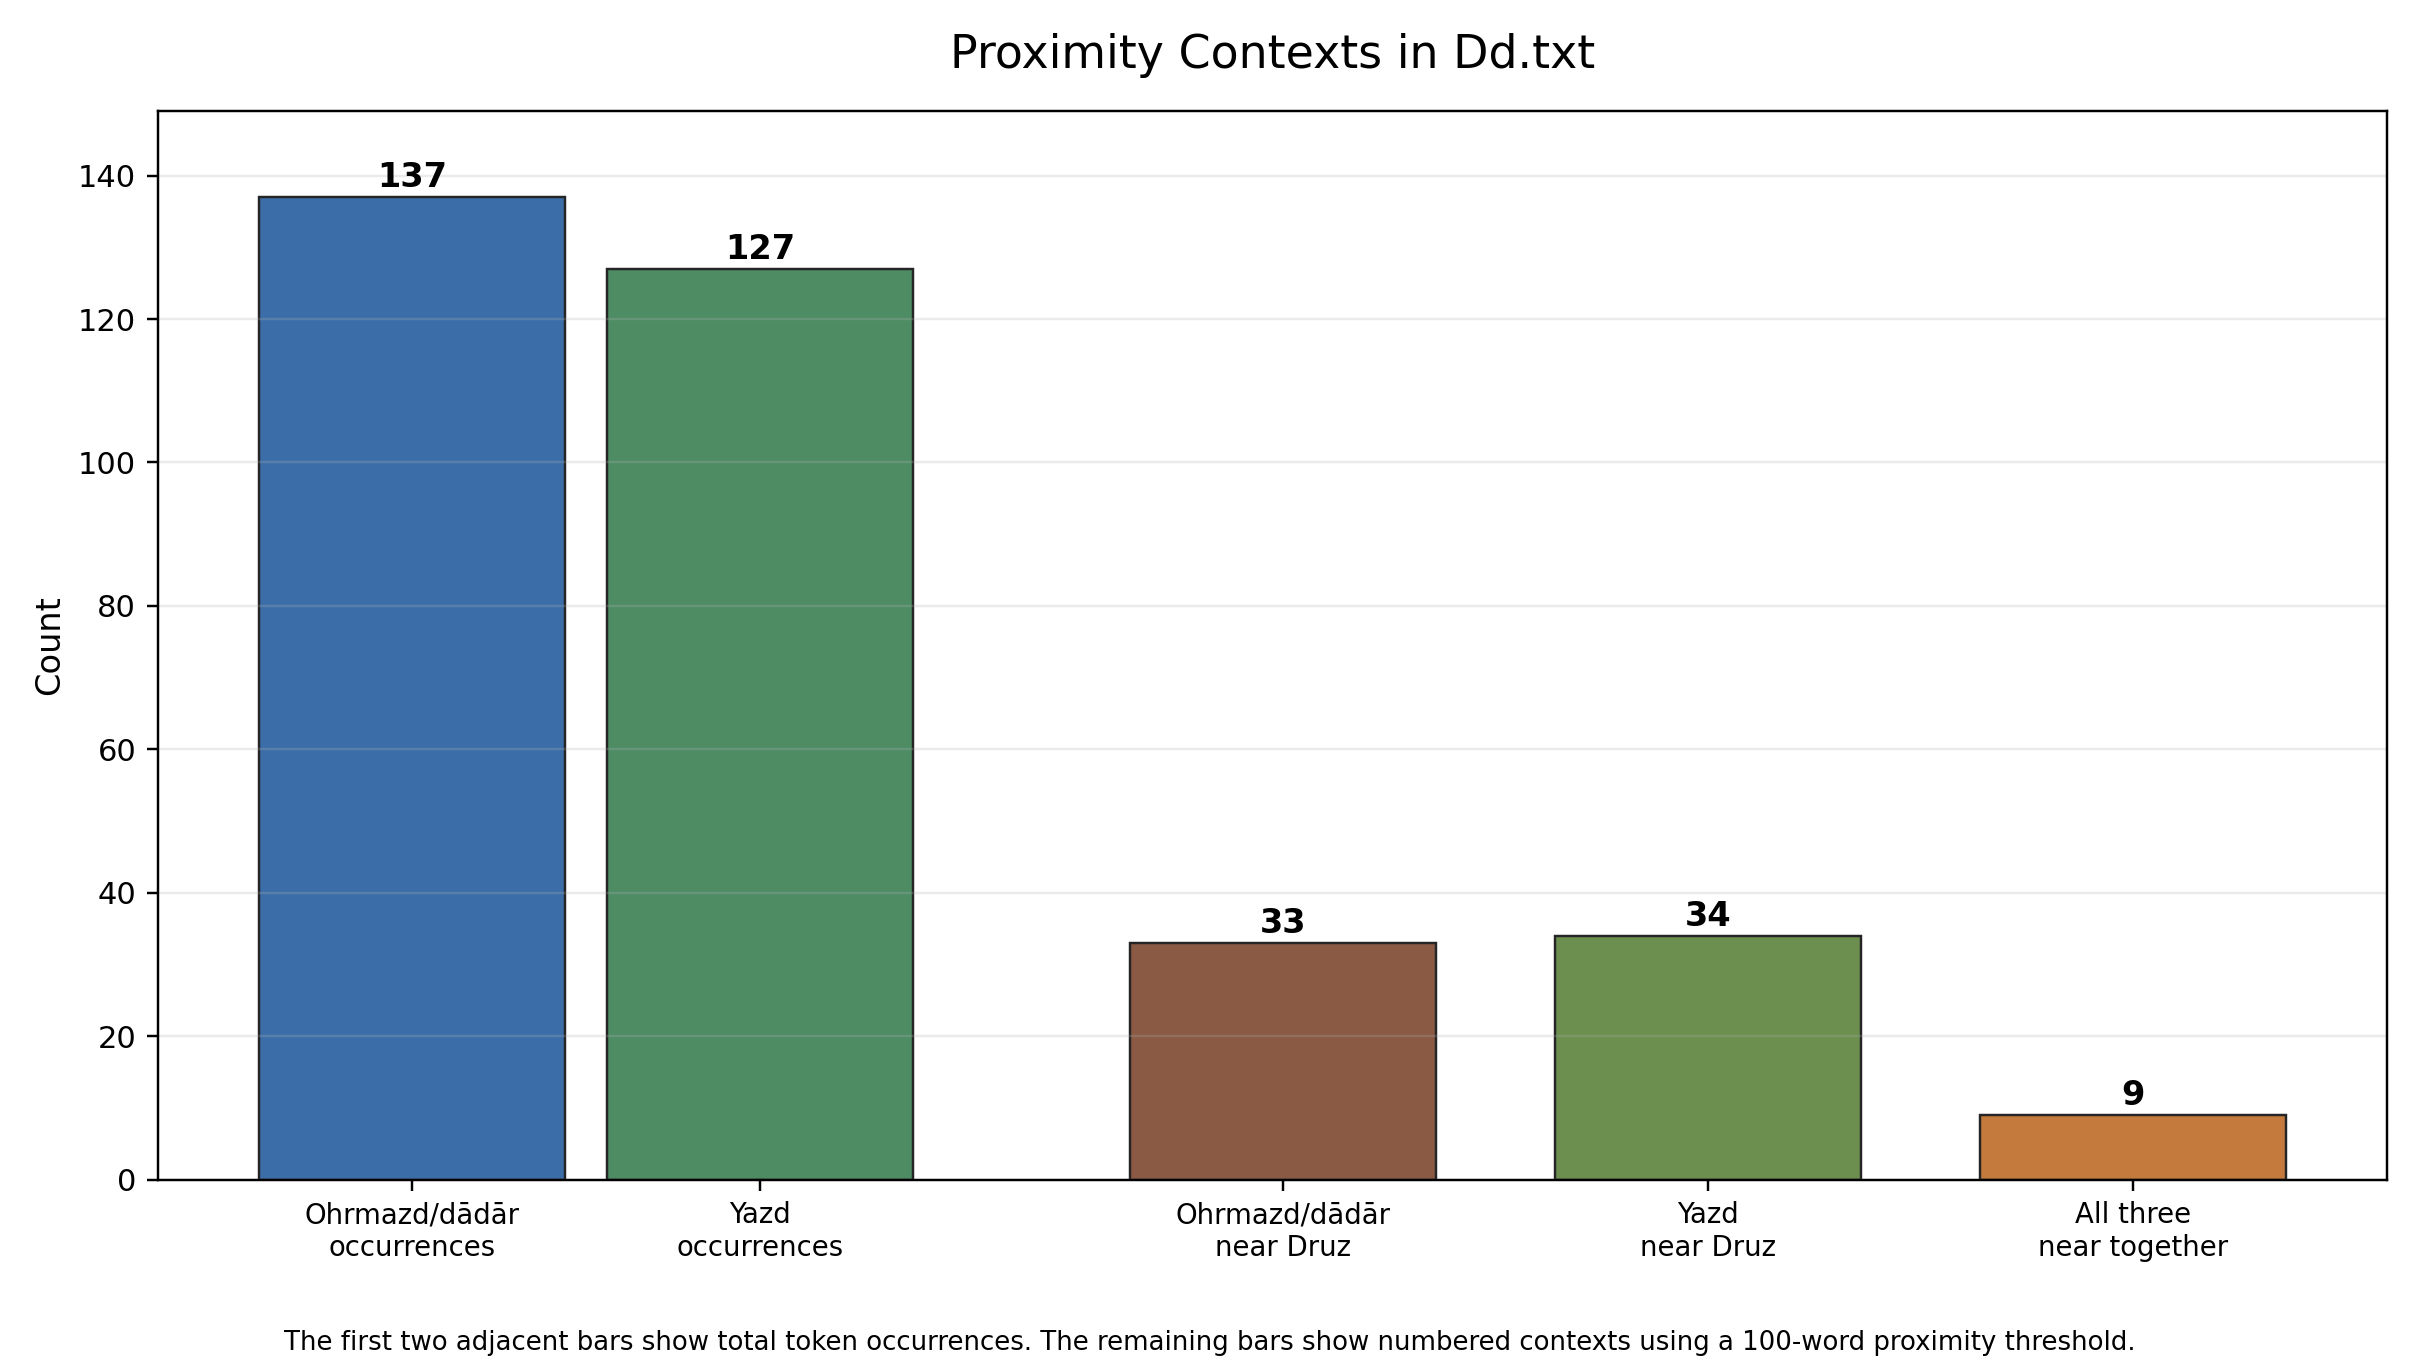 Proximity Contexts in Dd.txt
Count
140
120
100
80
60
40
20
0
137
127
33
34
9
Ohrmazd/dādār
occurrences
Yazd
occurrences
Ohrmazd/dādār
near Druz
Yazd
near Druz
All three
near together
The first two adjacent bars show total token occurrences. The remaining bars show numbered contexts using a 100-word proximity threshold.